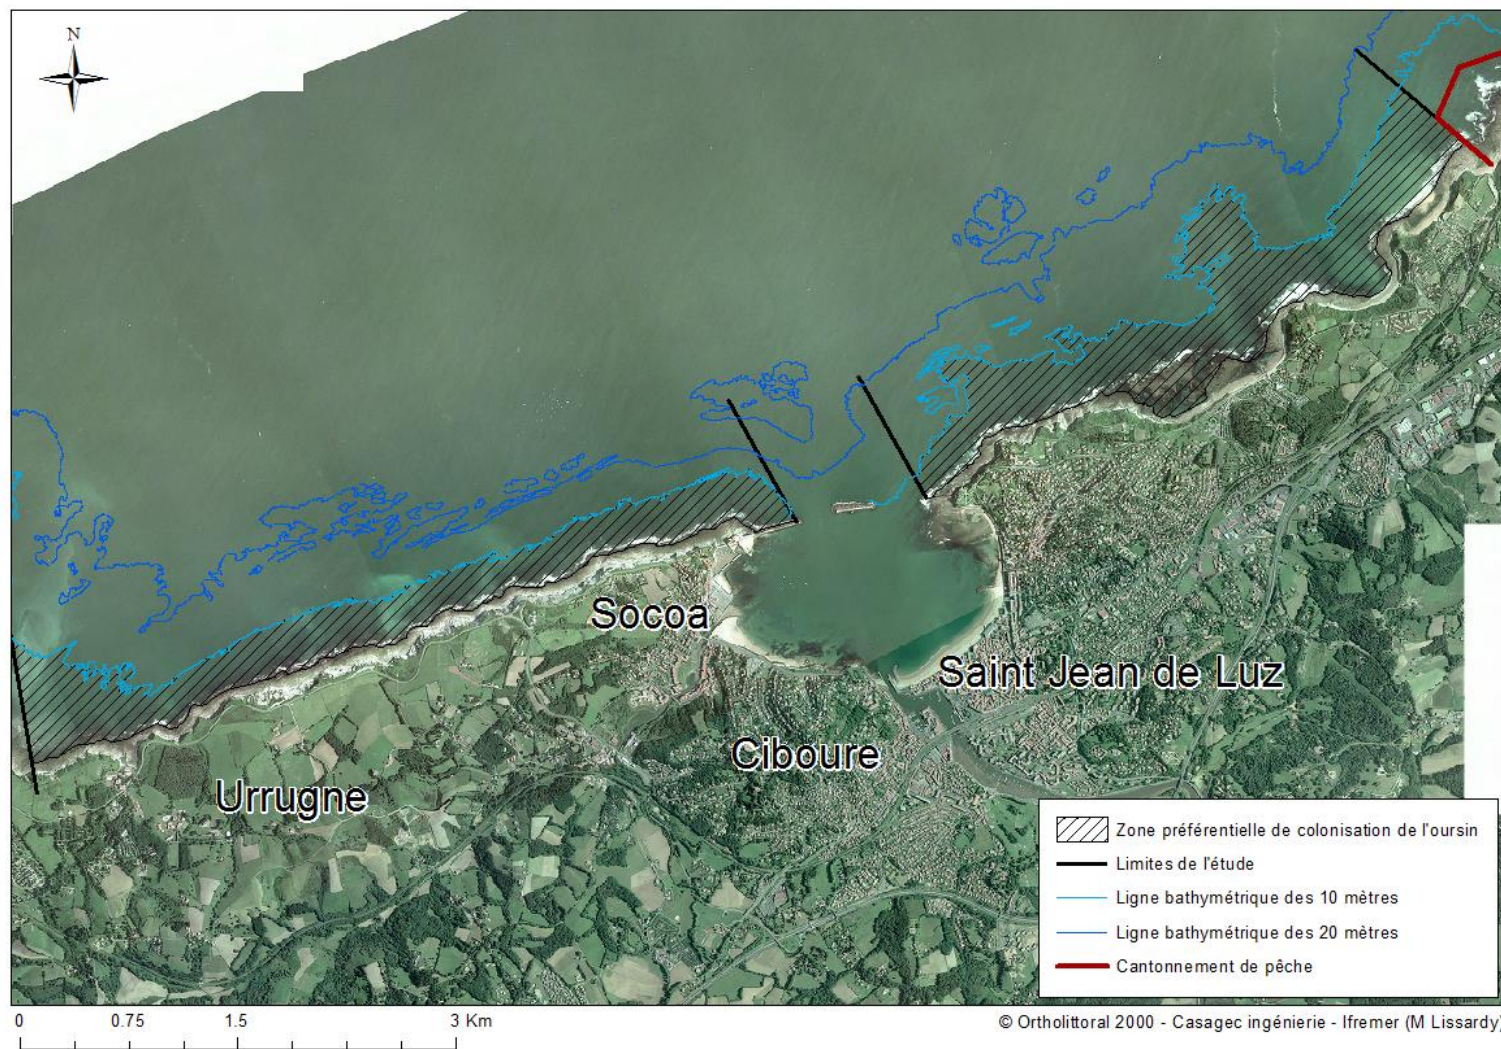 N
Socoa
Saint Jean de Luz
Ciboure
Urrugne
Zone préférentielle de colonisation de l'oursin
Limites de l'étude
Ligne bathymétrique des 10 mètres
Ligne bathymétrique des 20 mètres
Cantonnement de pêche
0 0.75 1.5 3 Km
© Ortholittoral 2000 - Casagec ingénierie - Ifremer (M Lissardy)